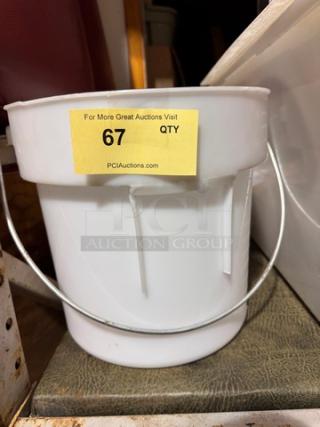 For More Great Auctions Visit
67 QTY
PCIAuctions.com
PCI
AUCTION GROUP